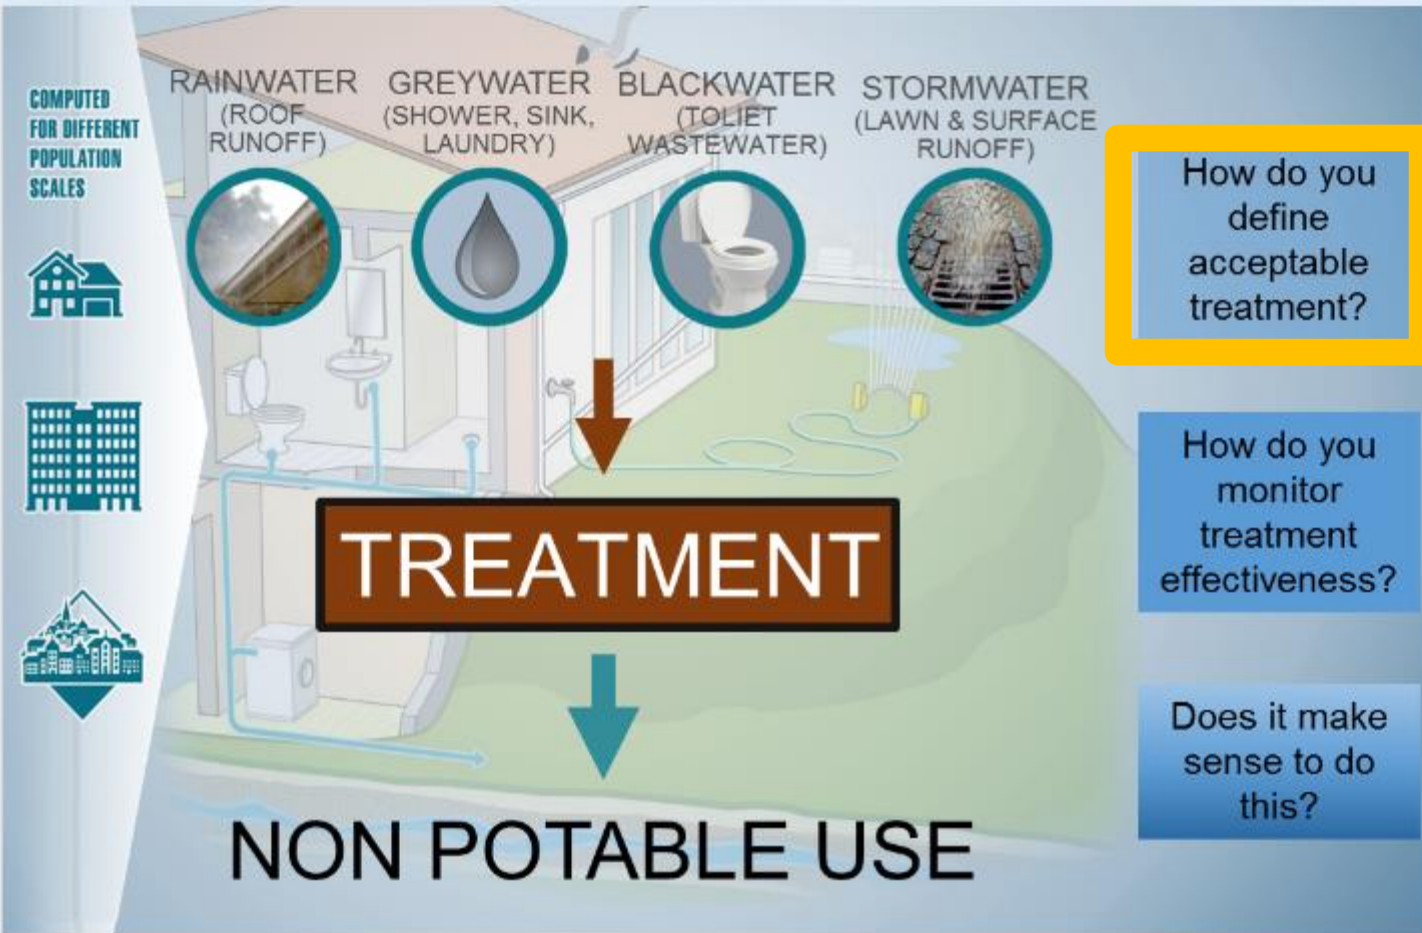 COMPUTED
FOR DIFFERENT
POPULATION
SCALES
RAINWATER
(ROOF
RUNOFF)
GREYWATER
(SHOWER, SINK,
LAUNDRY)
BLACKWATER
(TOLIET
WASTEWATER)
STORMWATER
(LAWN & SURFACE
RUNOFF)
TREATMENT
NON POTABLE USE
How do you
define
acceptable
treatment?
How do you
monitor
treatment
effectiveness?
Does it make
sense to do
this?